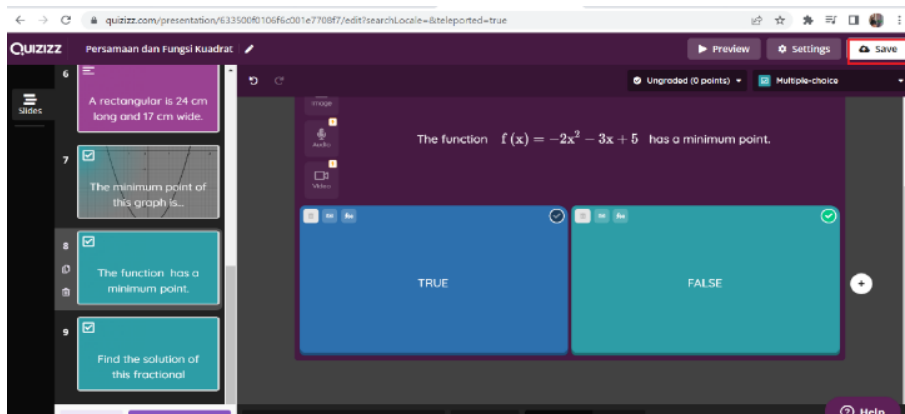 quizizz.com/presentation/633500f0106f6c001e7708f7/edit?searchLocale=&teleported=true
QUIZIZZ
Persamaan dan Fungsi Kuadrat
Preview
Settings
Save
Slides
6
A rectangular is 24 cm
long and 17 cm wide.
7
The minimum point of
this graph is...
8
The function has a
minimum point.
9
Find the solution of
this fractional
Ungraded (0 points)
Multiple-choice
Image
Audio
Video
The function f (x) = −2x² − 3x + 5 has a minimum point.
TRUE
FALSE
Help